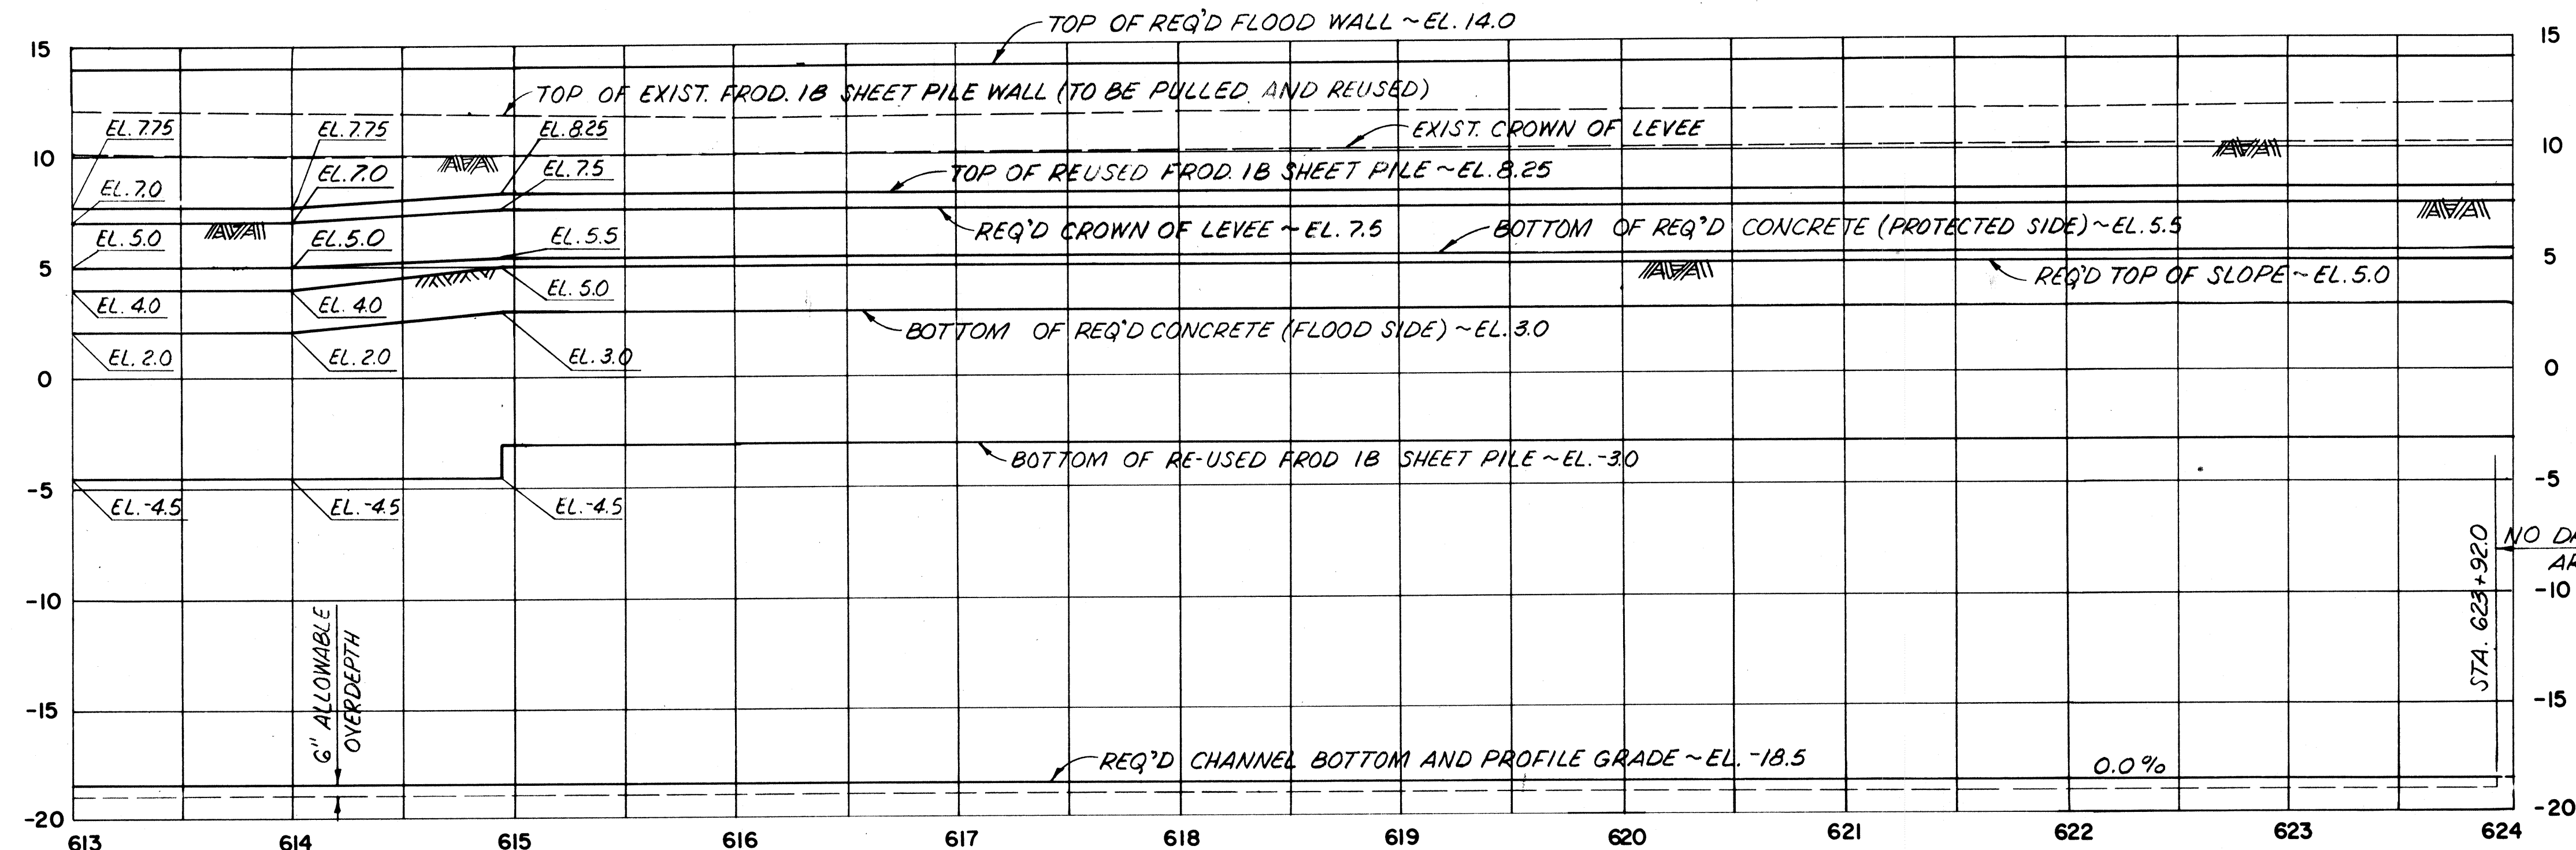 TOP OF REQ'D FLOOD WALL ~ EL. 14.0
15
15
TOP OF EXIST. FROD. 1B SHEET PILE WALL (TO BE PULLED AND REUSED)
EL. 7.75
EL. 7.75
EL. 8.25
EXIST. CROWN OF LEVEE
10
10
EL. 7.0
EL. 7.0
EL. 7.5
TOP OF REUSED FROD. 1B SHEET PILE ~ EL. 8.25
EL. 5.0
EL. 5.0
EL. 5.5
REQ'D CROWN OF LEVEE ~ EL. 7.5
BOTTOM OF REQ'D CONCRETE (PROTECTED SIDE) ~ EL. 5.5
5
5
EL. 4.0
EL. 4.0
EL. 5.0
REQ'D TOP OF SLOPE ~ EL. 5.0
BOTTOM OF REQ'D CONCRETE (FLOOD SIDE) ~ EL. 3.0
EL. 2.0
EL. 2.0
EL. 3.0
0
0
BOTTOM OF RE-USED FROD 1B SHEET PILE ~ EL. -3.0
-5
-5
EL. -4.5
EL. -4.5
EL. -4.5
STA. 623+92.0
NO
-10
-10
6" ALLOWABLE
OVERDEPTH
-15
-15
REQ'D CHANNEL BOTTOM AND PROFILE GRADE ~ EL. -18.5
0.0%
-20
-20
613 614 615 616 617 618 619 620 621 622 623 624